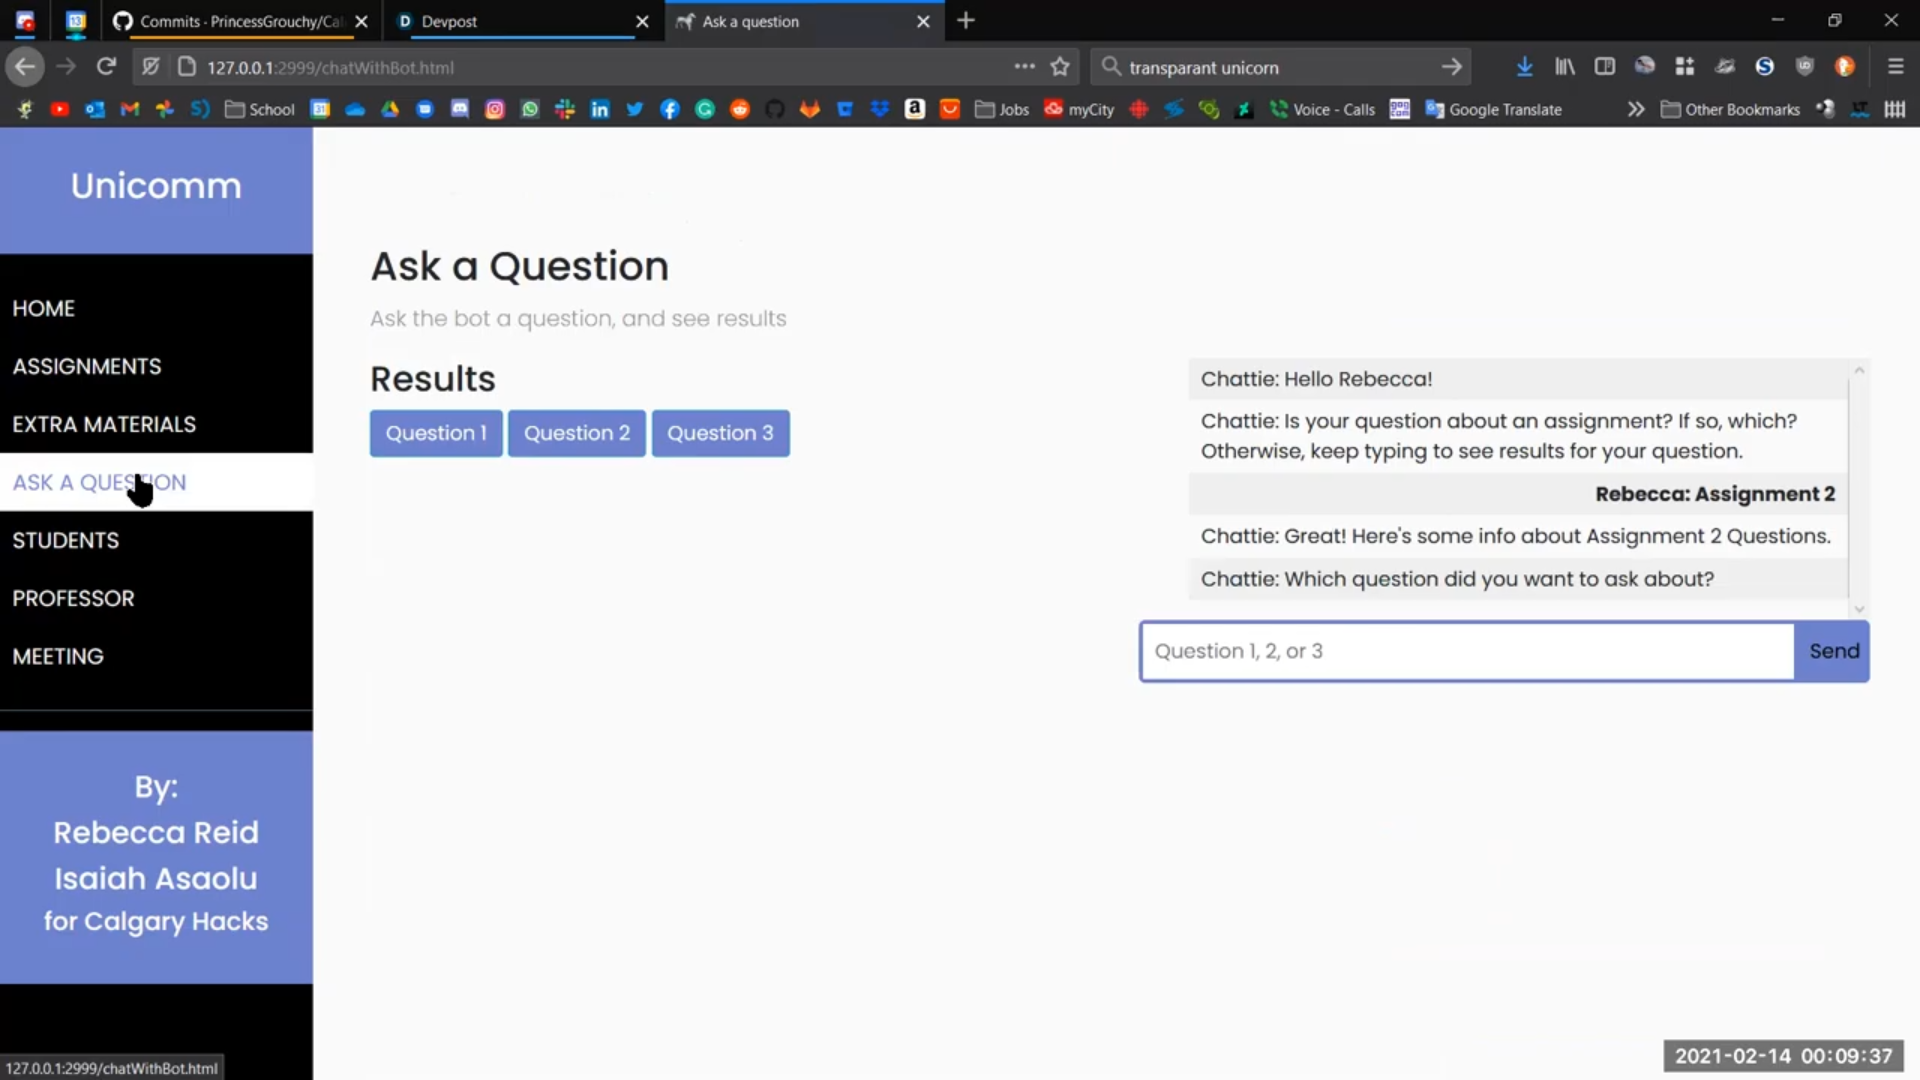 Commits · PrincessGrouchy/Cal
Devpost
Ask a question
127.0.0.1:2999/chatWithBot.html
transparant unicorn
School
Jobs
myCity
Voice - Calls
Google Translate
Other Bookmarks
Unicomm
HOME
ASSIGNMENTS
EXTRA MATERIALS
ASK A QUESTION
STUDENTS
PROFESSOR
MEETING
By:
Rebecca Reid
Isaiah Asaolu
for Calgary Hacks
Ask a Question
Ask the bot a question, and see results
Results
Question 1
Question 2
Question 3
Chattie: Hello Rebecca!
Chattie: Is your question about an assignment? If so, which?
Otherwise, keep typing to see results for your question.
Rebecca: Assignment 2
Chattie: Great! Here's some info about Assignment 2 Questions.
Chattie: Which question did you want to ask about?
Question 1, 2, or 3
Send
127.0.0.1:2999/chatWithBot.html
2021-02-14 00:09:37